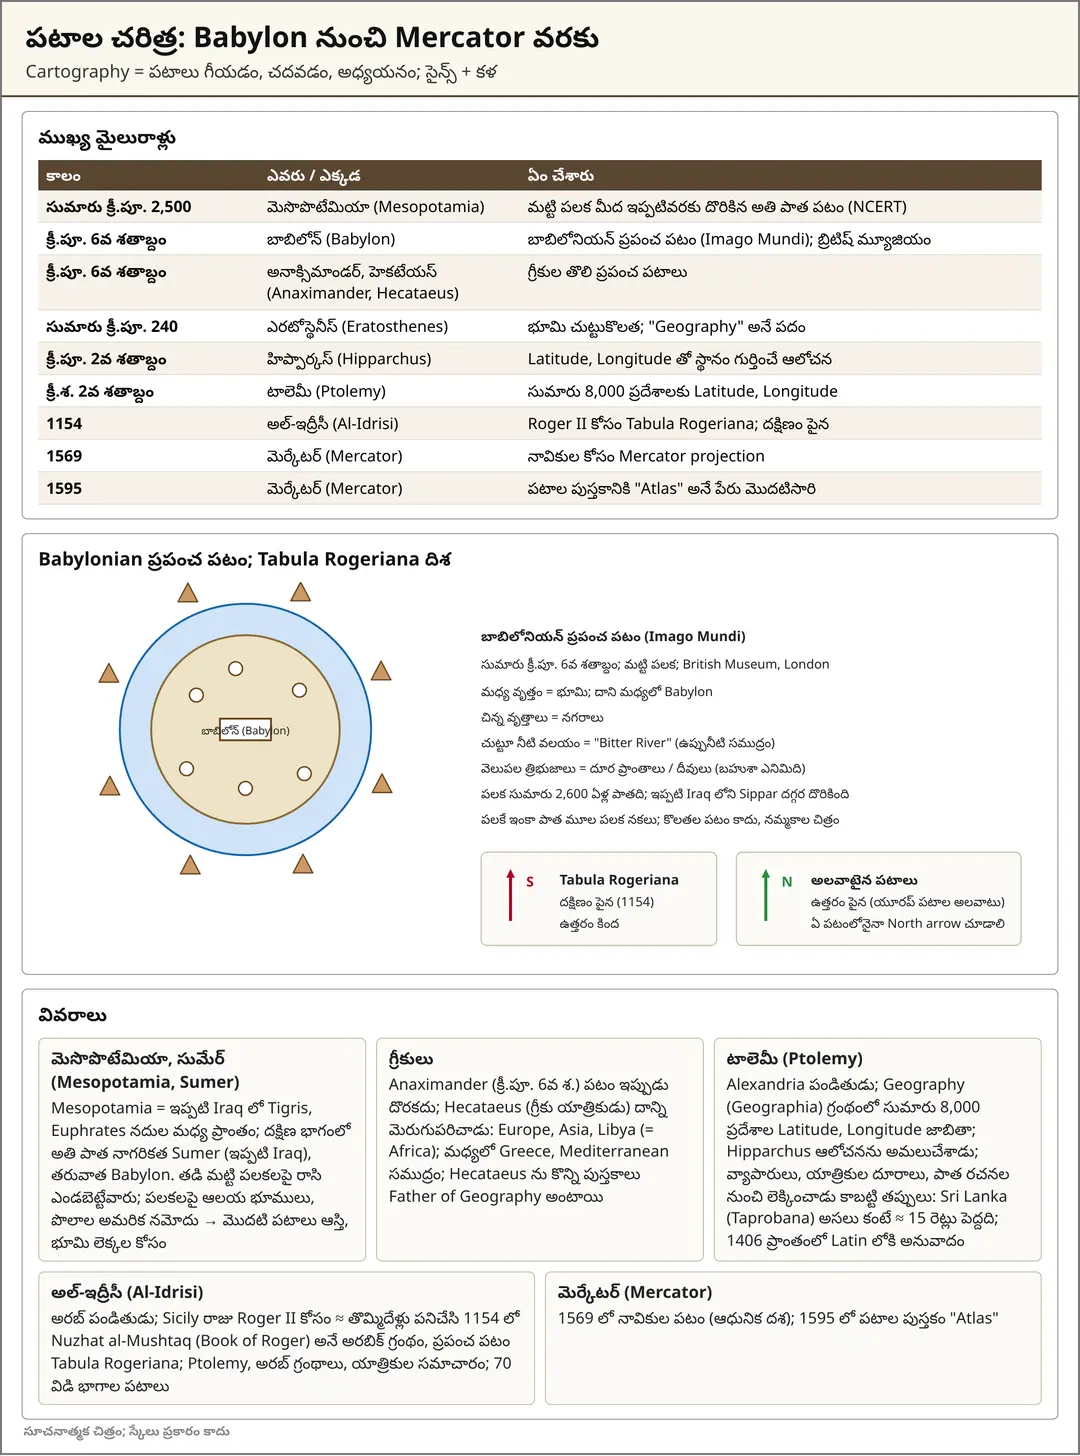 పటాల చరిత్ర: Babylon నుంచి Mercator వరకు
Cartography = పటాలు గీయడం, చదవడం, అధ్యయనం; సైన్స్ + కళ
ముఖ్య మైలురాళ్లు
కాలం ఎవరు / ఎక్కడ ఏం చేశారు
సుమారు క్రీ.పూ. 2,500 మెసొపొటేమియా (Mesopotamia) మట్టి పలక మీద ఇప్పటివరకు దొరికిన అతి పాత పటం (NCERT)
క్రీ.పూ. 6వ శతాబ్దం బాబిలోన్ (Babylon) బాబిలోనియన్ ప్రపంచ పటం (Imago Mundi); బ్రిటిష్ మ్యూజియం
క్రీ.పూ. 6వ శతాబ్దం అనాక్సిమాండర్, హెకటేయస్ గ్రీకుల తొలి ప్రపంచ పటాలు
(Anaximander, Hecataeus)
సుమారు క్రీ.పూ. 240 ఎరటోస్థెనీస్ (Eratosthenes) భూమి చుట్టుకొలత; "Geography" అనే పదం
క్రీ.పూ. 2వ శతాబ్దం హిప్పార్కస్ (Hipparchus) Latitude, Longitude తో స్థానం గుర్తించే ఆలోచన
క్రీ.శ. 2వ శతాబ్దం టాలెమీ (Ptolemy) సుమారు 8,000 ప్రదేశాలకు Latitude, Longitude
1154 అల్-ఇద్రీసీ (Al-Idrisi) Roger II కోసం Tabula Rogeriana; దక్షిణం పైన
1569 మెర్కేటర్ (Mercator) నావికుల కోసం Mercator projection
1595 మెర్కేటర్ (Mercator) పటాల పుస్తకానికి "Atlas" అనే పేరు మొదటిసారి
Babylonian ప్రపంచ పటం; Tabula Rogeriana దిశ
బాబిలోన్ (Babylon)
బాబిలోనియన్ ప్రపంచ పటం (Imago Mundi)
సుమారు క్రీ.పూ. 6వ శతాబ్దం; మట్టి పలక; British Museum, London
మధ్య వృత్తం = భూమి; దాని మధ్యలో Babylon
చిన్న వృత్తాలు = నగరాలు
చుట్టూ నీటి వలయం = "Bitter River" (ఉప్పునీటి సముద్రం)
వెలుపల త్రిభుజాలు = దూర ప్రాంతాలు / దీవులు (బహుశా ఎనిమిది)
పలక సుమారు 2,600 ఏళ్ల పాతది; ఇప్పటి Iraq లోని Sippar దగ్గర దొరికింది
పలకే ఇంకా పాత మూల పలక నకలు; కొలతల పటం కాదు, నమ్మకాల చిత్రం
S
Tabula Rogeriana
దక్షిణం పైన (1154)
ఉత్తరం కింద
N
అలవాటైన పటాలు
ఉత్తరం పైన (యూరప్ పటాల అలవాటు)
ఏ పటంలోనైనా North arrow చూడాలి
వివరాలు
మెసొపొటేమియా, సుమేర్
(Mesopotamia, Sumer)
Mesopotamia = ఇప్పటి Iraq లో Tigris,
Euphrates నదుల మధ్య ప్రాంతం; దక్షిణ భాగంలో
అతి పాత నాగరికత Sumer (ఇప్పటి Iraq),
తరువాత Babylon. తడి మట్టి పలకలపై రాసి
ఎండబెట్టేవారు; పలకలపై ఆలయ భూములు,
పొలాల అమరిక నమోదు → మొదటి పటాలు ఆస్తి,
భూమి లెక్కల కోసం
గ్రీకులు
Anaximander (క్రీ.పూ. 6వ శ.) పటం ఇప్పుడు
దొరకదు; Hecataeus (గ్రీకు యాత్రికుడు) దాన్ని
మెరుగుపరిచాడు: Europe, Asia, Libya (=
Africa); మధ్యలో Greece, Mediterranean
సముద్రం; Hecataeus ను కొన్ని పుస్తకాలు
Father of Geography అంటాయి
టాలెమీ (Ptolemy)
Alexandria పండితుడు; Geography
(Geographia) గ్రంథంలో సుమారు 8,000
ప్రదేశాల Latitude, Longitude జాబితా;
Hipparchus ఆలోచనను అమలుచేశాడు;
వ్యాపారులు, యాత్రికుల దూరాలు, పాత రచనల
నుంచి లెక్కించాడు కాబట్టి తప్పులు: Sri Lanka
(Taprobana) అసలు కంటే ≈ 15 రెట్లు పెద్దది;
1406 ప్రాంతంలో Latin లోకి అనువాదం
అల్-ఇద్రీసీ (Al-Idrisi)
అరబ్ పండితుడు; Sicily రాజు Roger II కోసం ≈ తొమ్మిదేళ్లు పనిచేసి 1154 లో
Nuzhat al-Mushtaq (Book of Roger) అనే అరబిక్ గ్రంథం, ప్రపంచ పటం
Tabula Rogeriana; Ptolemy, అరబ్ గ్రంథాలు, యాత్రికుల సమాచారం; 70
విడి భాగాల పటాలు
మెర్కేటర్ (Mercator)
1569 లో నావికుల పటం (ఆధునిక దశ); 1595 లో పటాల పుస్తకం "Atlas"
సూచనాత్మక చిత్రం; స్కేలు ప్రకారం కాదు